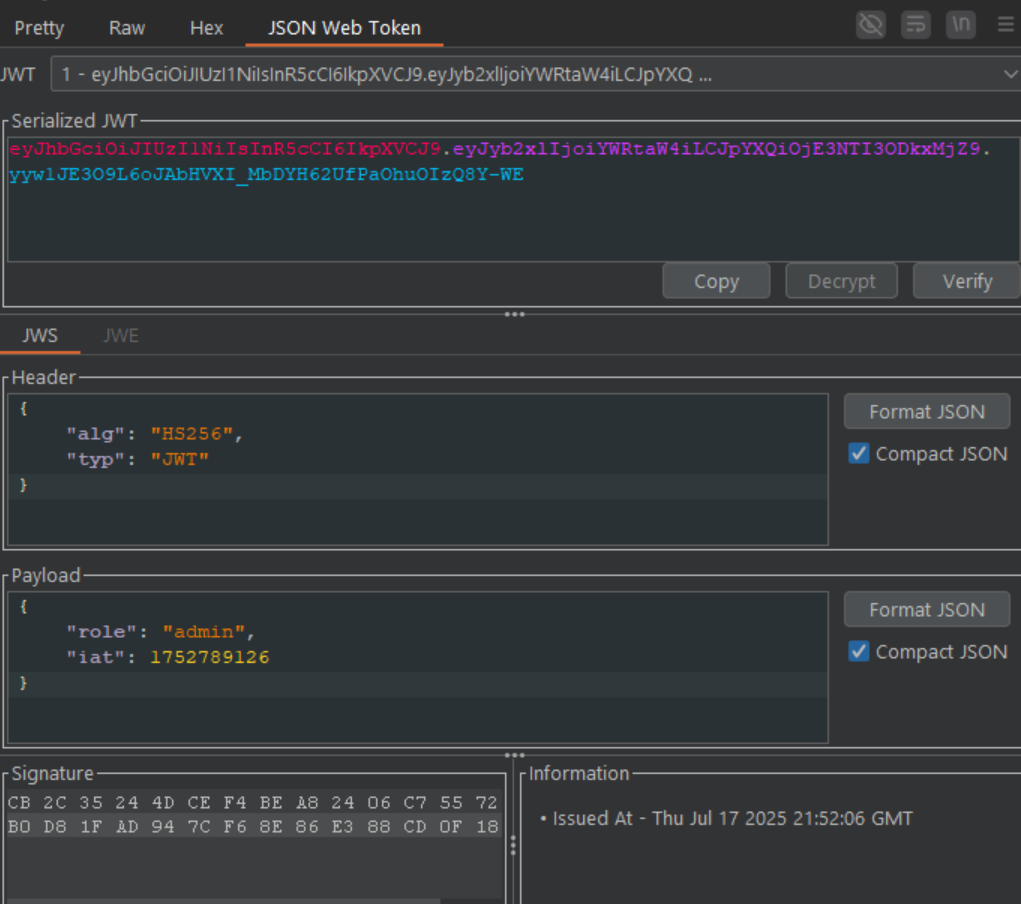 Pretty Raw Hex JSON Web Token \n
JWT 1 - eyJhbGciOiJIUzI1NiIsInR5cCI6IkpXVCJ9.eyJyb2xlIjoiYWRtaW4iLCJpYXQ ...
Serialized JWT
eyJhbGciOiJIUzI1NiIsInR5cCI6IkpXVCJ9.eyJyb2xlIjoiYWRtaW4iLCJpYXQiOjE3NTI3ODkxMjZ9.
yyw1JE3O9L6oJAbHVXI_MbDYH62UfPaOhuOIzQ8Y-WE
Copy Decrypt Verify
JWS JWE
Header
{
"alg": "HS256",
"typ": "JWT"
}
Format JSON
Compact JSON
Payload
{
"role": "admin",
"iat": 1752789126
}
Format JSON
Compact JSON
Signature
CB 2C 35 24 4D CE F4 BE A8 24 06 C7 55 72
B0 D8 1F AD 94 7C F6 8E 86 E3 88 CD 0F 18
Information
• Issued At - Thu Jul 17 2025 21:52:06 GMT